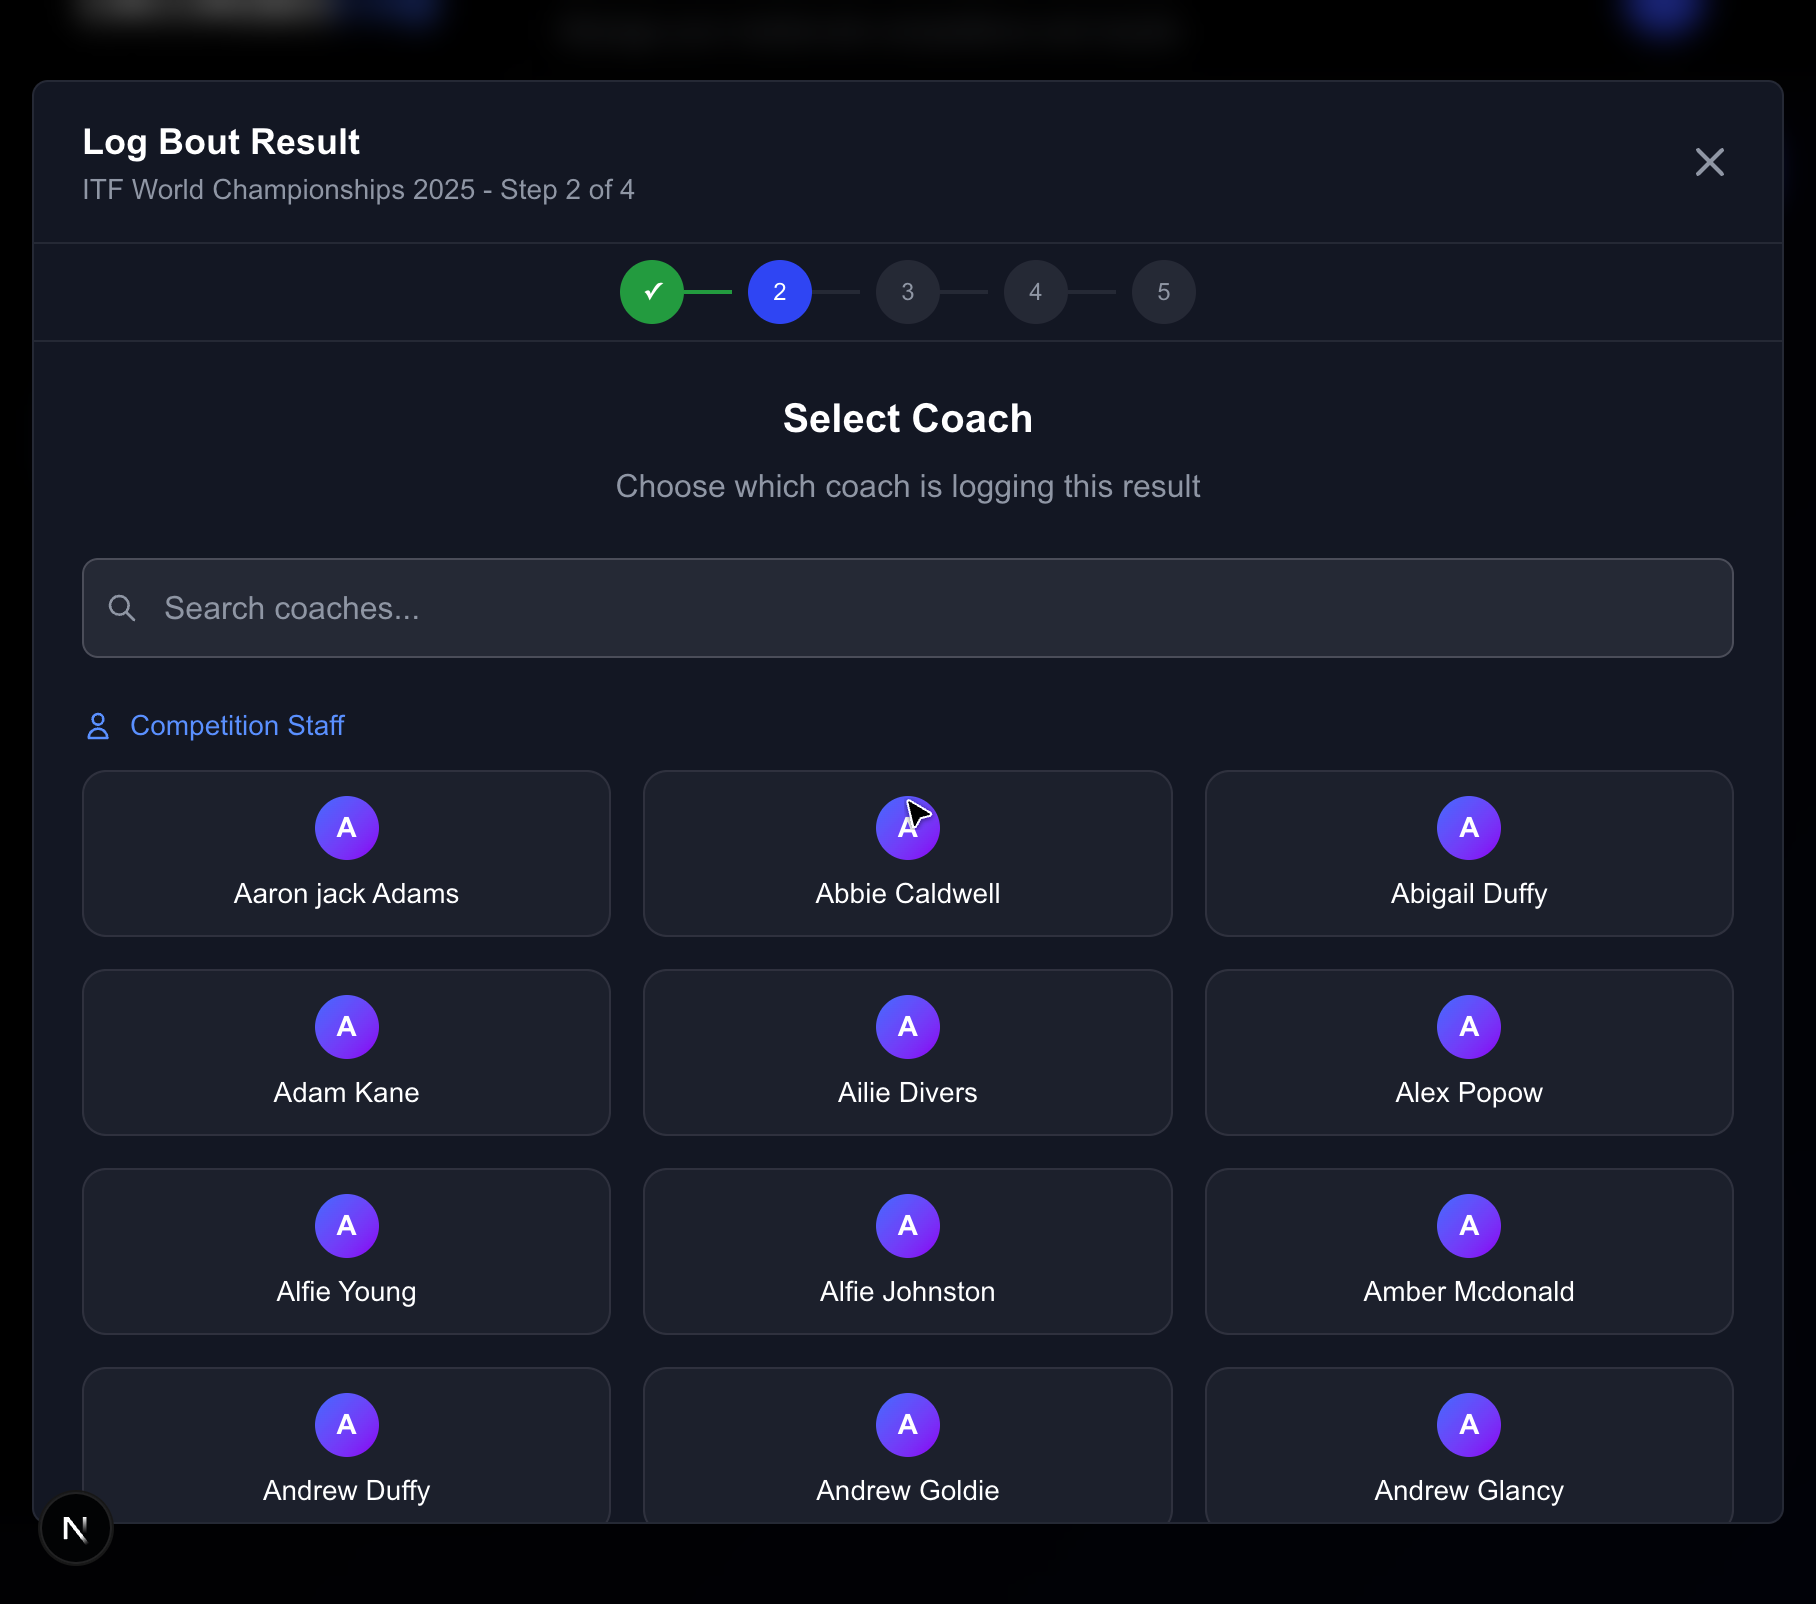 Log Bout Result
ITF World Championships 2025 - Step 2 of 4
✓ 2 3 4 5
Select Coach
Choose which coach is logging this result
Search coaches...
Competition Staff
A A A
Aaron jack Adams Abbie Caldwell Abigail Duffy
A A A
Adam Kane Ailie Divers Alex Popow
A A A
Alfie Young Alfie Johnston Amber Mcdonald
A A A
Andrew Duffy Andrew Goldie Andrew Glancy
N